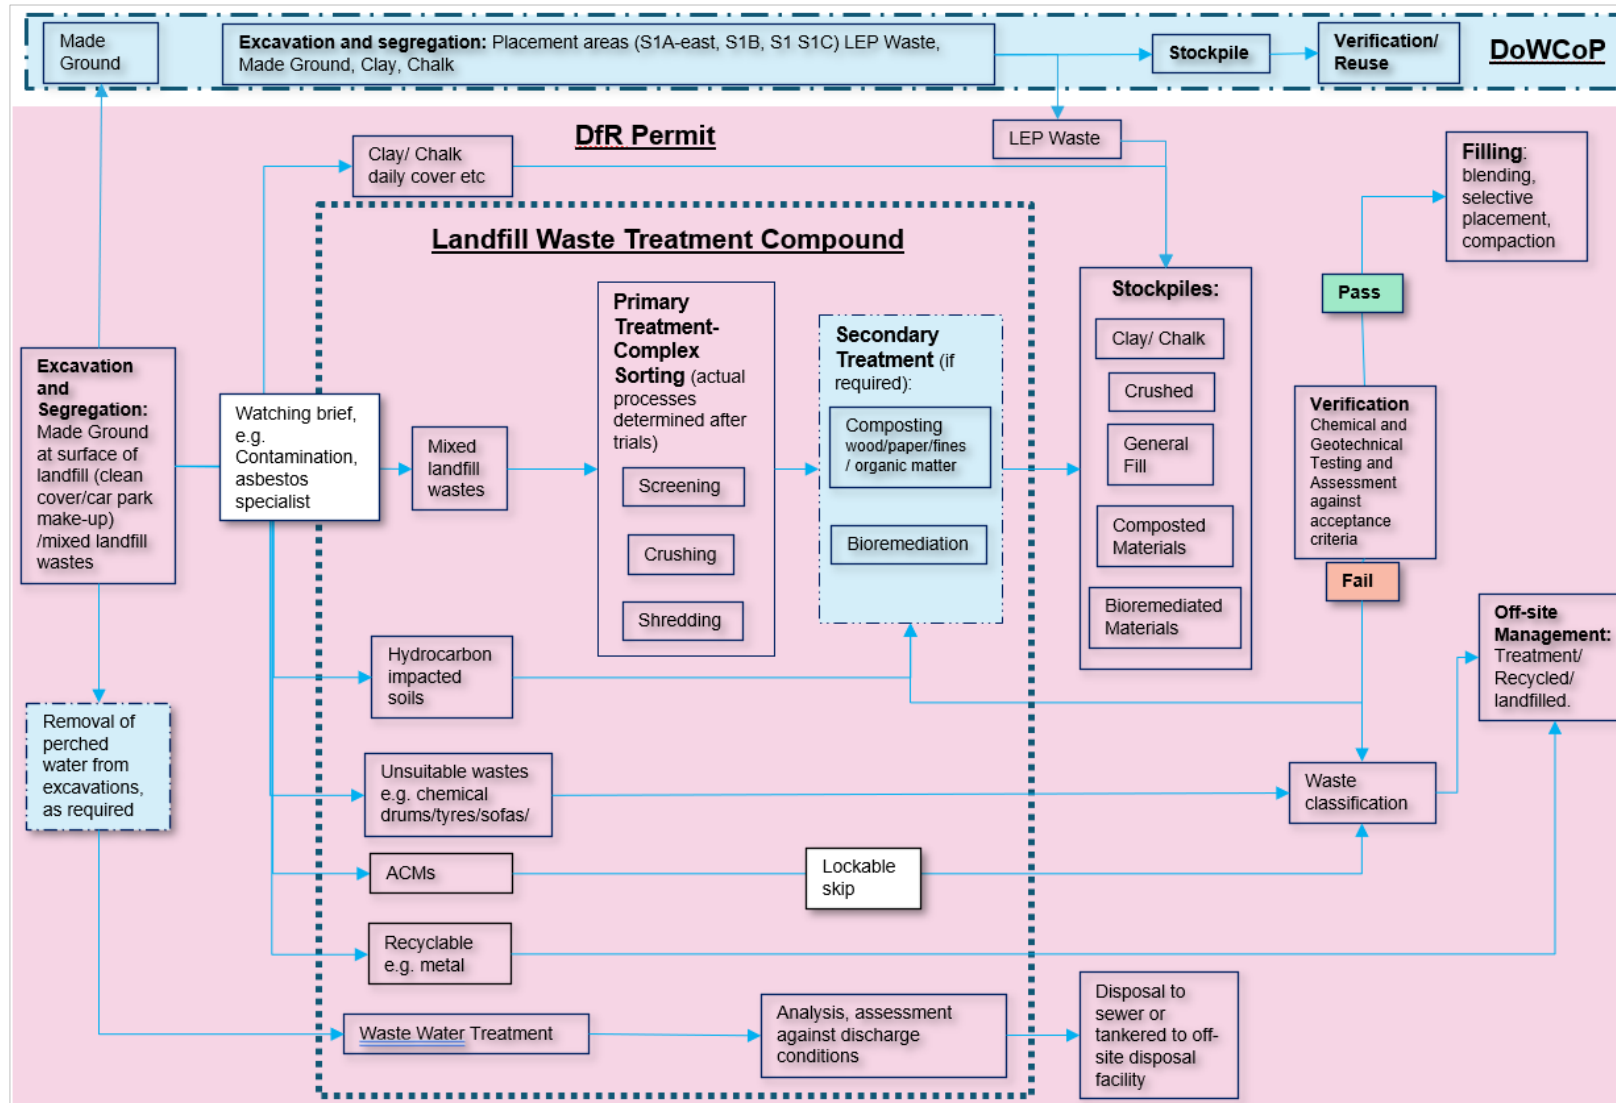 Made
Ground
Excavation and segregation: Placement areas (S1A-east, S1B, S1 S1C) LEP Waste,
Made Ground, Clay, Chalk
Stockpile
Verification/
Reuse
DoWCoP
DfR Permit
LEP Waste
Clay/ Chalk
daily cover etc
Filling:
blending,
selective
placement,
compaction
Landfill Waste Treatment Compound
Pass
Excavation
and
Segregation:
Made Ground
at surface of
landfill (clean
cover/car park
make-up)
/mixed landfill
wastes
Watching brief,
e.g.
Contamination,
asbestos
specialist
Mixed
landfill
wastes
Primary
Treatment-
Complex
Sorting (actual
processes
determined after
trials)
Screening
Crushing
Shredding
Secondary
Treatment (if
required):
Composting
wood/paper/fines
/ organic matter
Bioremediation
Stockpiles:
Clay/ Chalk
Crushed
General
Fill
Composted
Materials
Bioremediated
Materials
Verification
Chemical and
Geotechnical
Testing and
Assessment
against
acceptance
criteria
Fail
Off-site
Management:
Treatment/
Recycled/
landfilled.
Hydrocarbon
impacted
soils
Removal of
perched
water from
excavations,
as required
Unsuitable wastes
e.g. chemical
drums/tyres/sofas/
Waste
classification
ACMs
Lockable
skip
Recyclable
e.g. metal
Waste Water Treatment
Analysis, assessment
against discharge
conditions
Disposal to
sewer or
tankered to off-
site disposal
facility